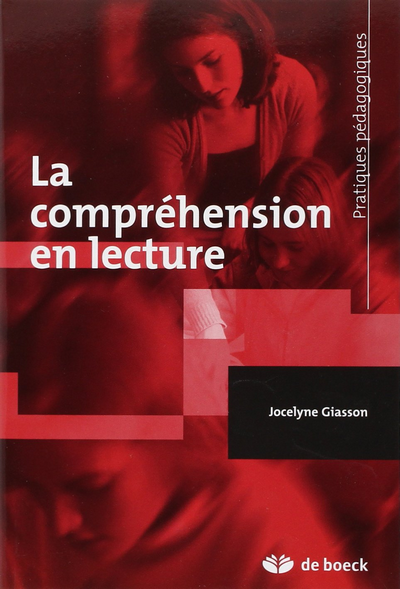 La
compréhension
en lecture
Pratiques pédagogiques
Jocelyne Giasson
de boeck